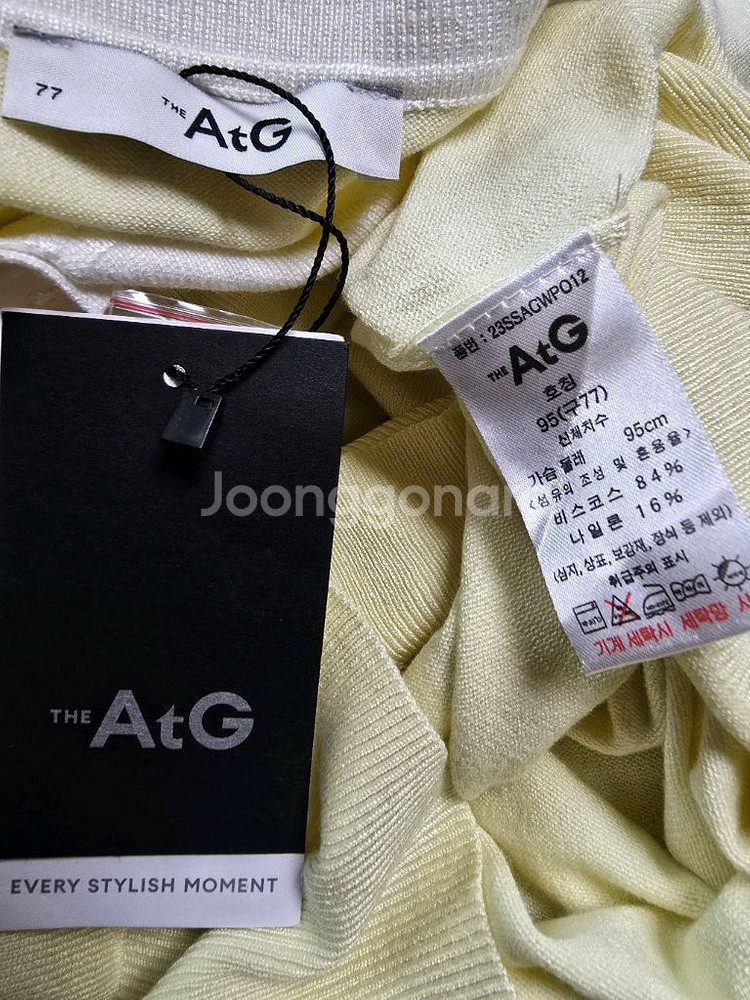 77
THE AtG
품번 : 23SSAGWPO12
THE AtG
호칭
95(구77)
신체치수
가슴둘레 95cm
<섬유의 조성 및 혼용율>
비스코스 84%
나일론 16%
(심지, 상표, 보강재, 장식 등 제외)
취급주의 표시
기계 세탁시 세탁망
Joonggonar
THE AtG
EVERY STYLISH MOMENT